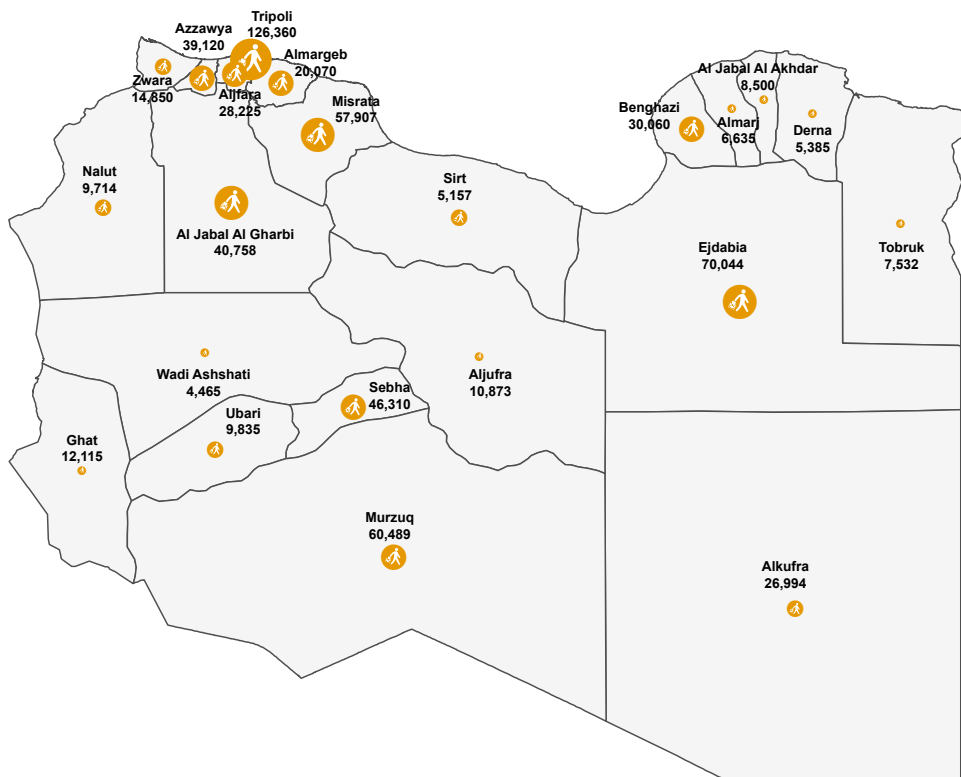 Tripoli
126,360
Azzawya
39,120
Almargeb
20,070
Zwara
14,850
Aljfara
28,225
Misrata
57,907
Al Jabal Al Akhdar
8,500
Benghazi
30,060
Almarj
6,635
Derna
5,385
Nalut
9,714
Sirt
5,157
Al Jabal Al Gharbi
40,758
Ejdabia
70,044
Tobruk
7,532
Wadi Ashshati
4,465
Sebha
46,310
Aljufra
10,873
Ubari
9,835
Ghat
12,115
Murzuq
60,489
Alkufra
26,994